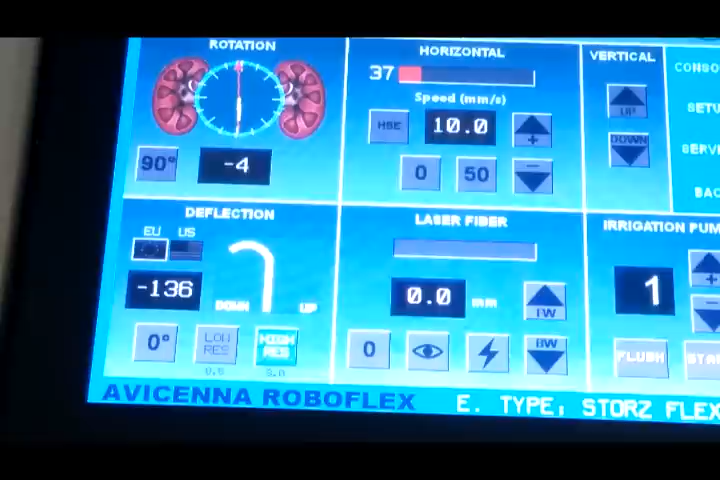 ROTATION
90°
-4
HORIZONTAL
37
Speed (mm/s)
HSE
10.0
+
0
50
-
VERTICAL
UP
DOWN
DEFLECTION
EU US
-136
DOWN
UP
0°
LOW RES
HIGH RES
LASER FIBER
0.0 mm
FW
0
BW
IRRIGATION PUM
1
+
-
FLUSH
STAR
CONSO
SETU
SERV
BAC
AVICENNA ROBOFLEX
E. TYPE, STORZ FLEX